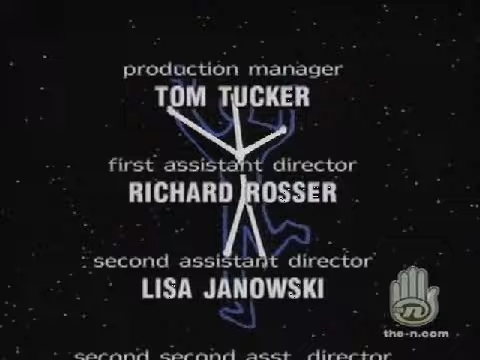 production manager
TOM TUCKER
first assistant director
RICHARD ROSSER
second assistant director
LISA JANOWSKI
n
the-n.com
second second asst. director